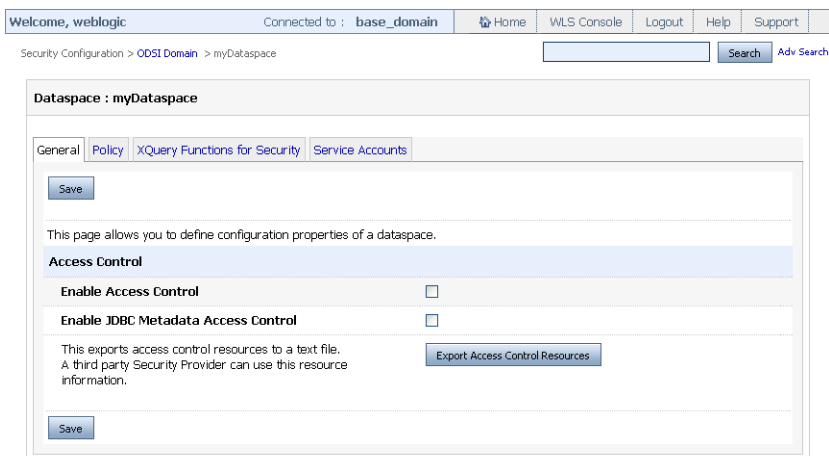 Welcome, weblogic Connected to : base_domain Home WLS Console Logout Help Support
Security Configuration > ODSI Domain > myDataspace Search Adv Search
Dataspace : myDataspace
General Policy XQuery Functions for Security Service Accounts
Save
This page allows you to define configuration properties of a dataspace.
Access Control
Enable Access Control
Enable JDBC Metadata Access Control
This exports access control resources to a text file.
A third party Security Provider can use this resource
information.
Export Access Control Resources
Save